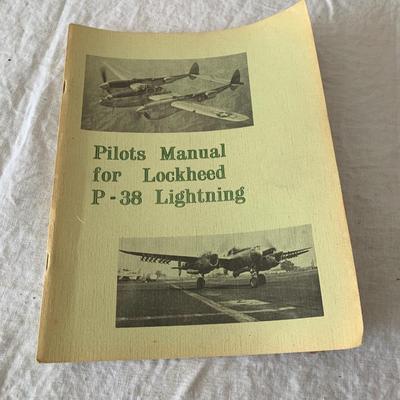 Pilots Manual
for Lockheed
P-38 Lightning